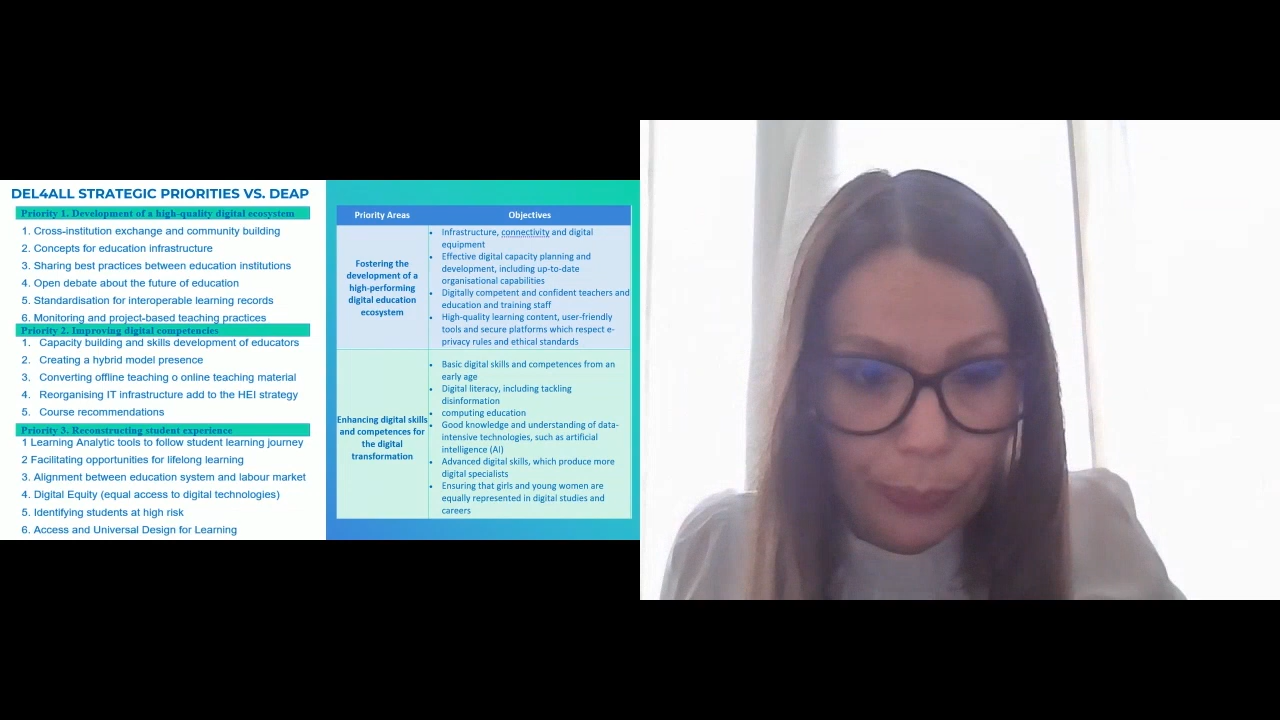 DEL4ALL STRATEGIC PRIORITIES VS. DEAP
Priority 1. Development of a high-quality digital ecosystem
1. Cross-institution exchange and community building
2. Concepts for education infrastructure
3. Sharing best practices between education institutions
4. Open debate about the future of education
5. Standardisation for interoperable learning records
6. Monitoring and project-based teaching practices
Priority 2. Improving digital competencies
1. Capacity building and skills development of educators
2. Creating a hybrid model presence
3. Converting offline teaching o online teaching material
4. Reorganising IT infrastructure add to the HEI strategy
5. Course recommendations
Priority 3. Reconstructing student experience
1 Learning Analytic tools to follow student learning journey
2 Facilitating opportunities for lifelong learning
3. Alignment between education system and labour market
4. Digital Equity (equal access to digital technologies)
5. Identifying students at high risk
6. Access and Universal Design for Learning
Priority Areas
Objectives
Fostering the
development of a
high-performing
digital education
ecosystem
• Infrastructure, connectivity and digital
equipment
• Effective digital capacity planning and
development, including up-to-date
organisational capabilities
• Digitally competent and confident teachers and
education and training staff
• High-quality learning content, user-friendly
tools and secure platforms which respect e-
privacy rules and ethical standards
Enhancing digital skills
and competences for
the digital
transformation
• Basic digital skills and competences from an
early age
• Digital literacy, including tackling
disinformation
• computing education
• Good knowledge and understanding of data-
intensive technologies, such as artificial
intelligence (AI)
• Advanced digital skills, which produce more
digital specialists
• Ensuring that girls and young women are
equally represented in digital studies and
careers